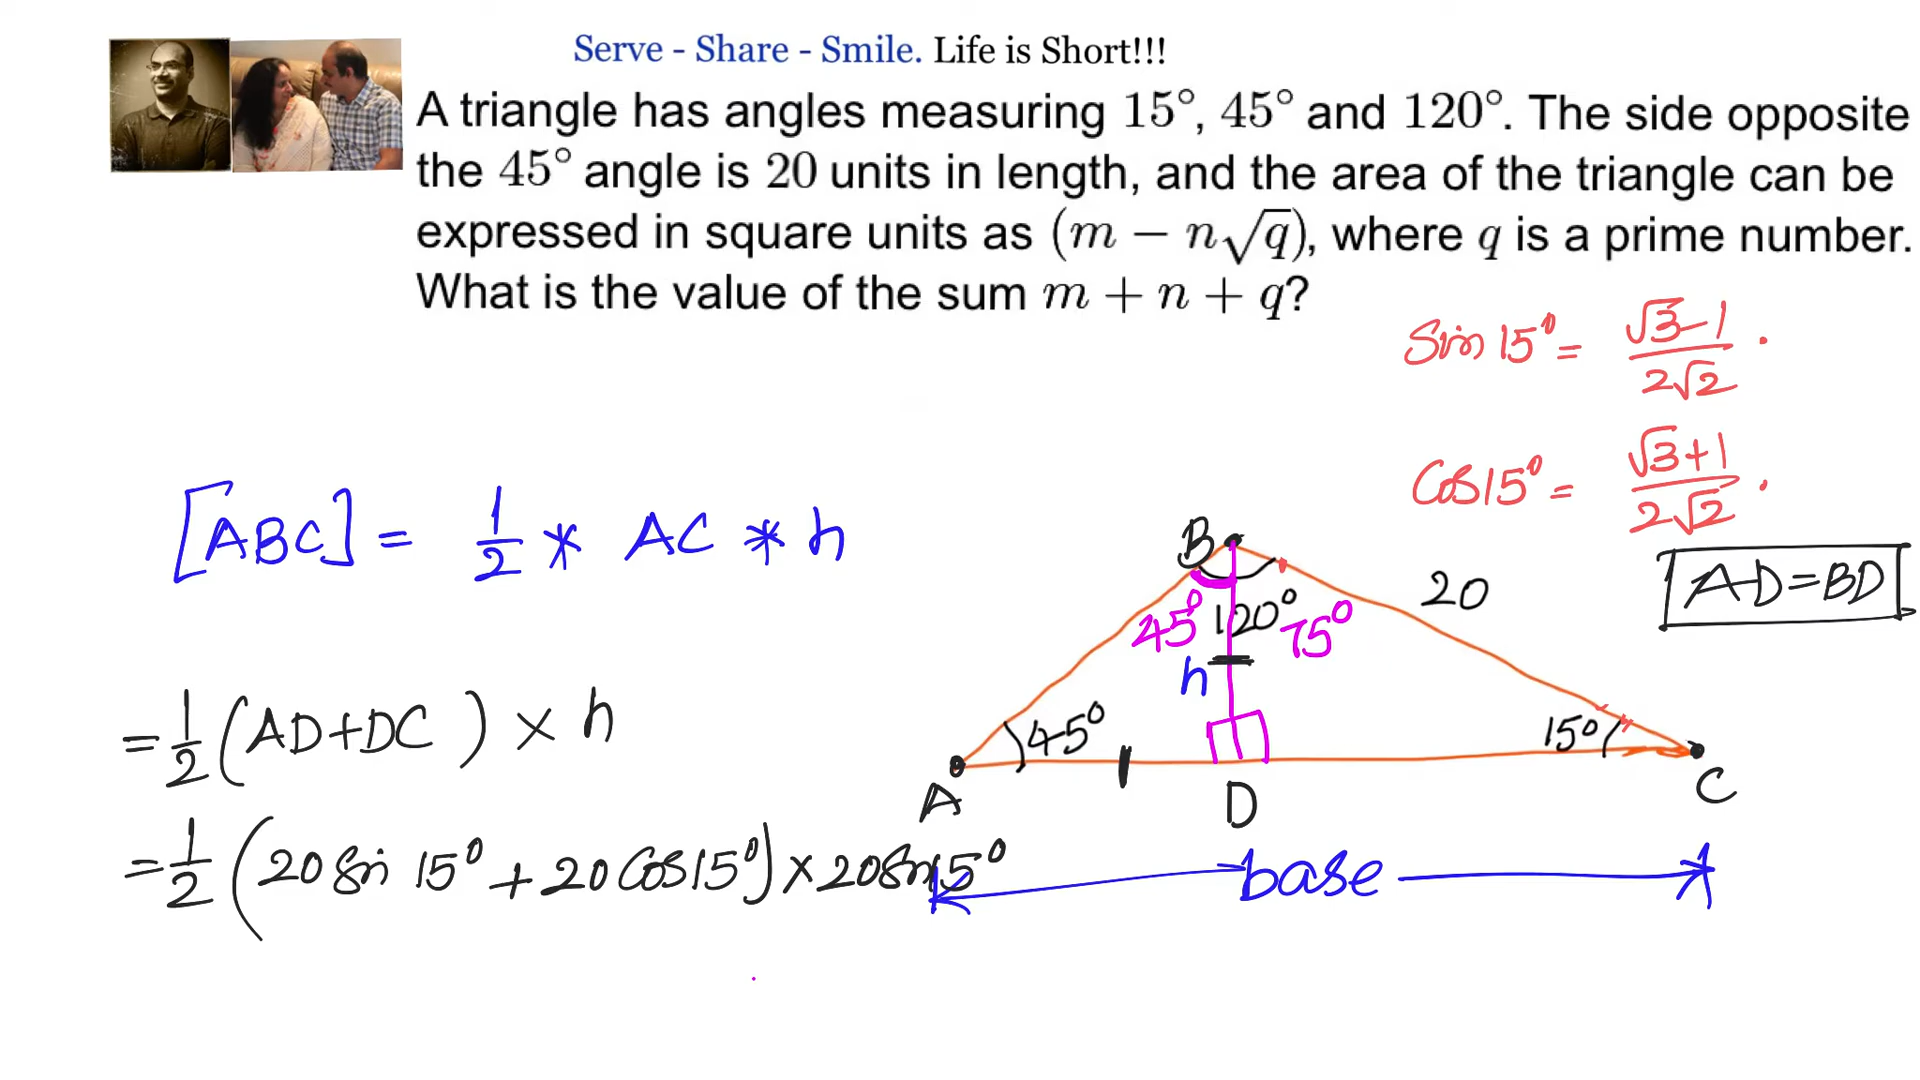 Serve - Share - Smile. Life is Short!!!
A triangle has angles measuring 15°, 45° and 120°. The side opposite
the 45° angle is 20 units in length, and the area of the triangle can be
expressed in square units as (m − n√q), where q is a prime number.
What is the value of the sum m + n + q?
Sin 15° = (√3−1)/(2√2) .
Cos 15° = (√3+1)/(2√2) .
[ABC] = 1/2 * AC * h
AD = BD
B
20
45° 120° 75°
h
= 1/2 (AD+DC) × h
45° 15°
A D C
= 1/2 (20 sin 15° + 20 Cos 15°) × 20 sin 15°
base